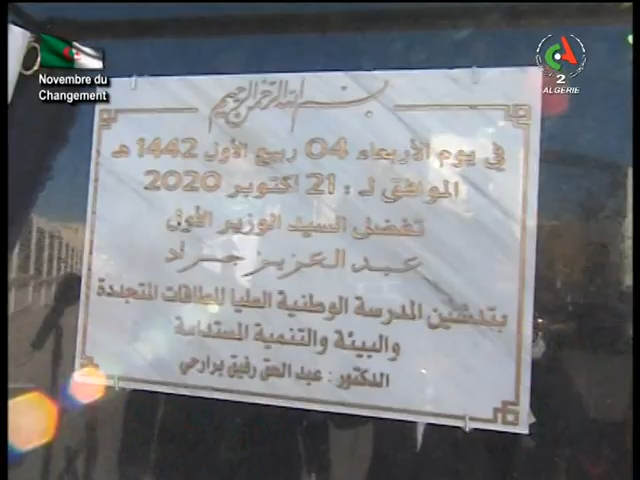 Novembre du
Changement
2
ALGERIE
بسم الله الرحمن الرحيم
في يوم الأربعاء 04 ربيع الأول 1442 هـ
الموافق لـ : 21 أكتوبر 2020
تفضل السيد الوزير الأول
عبد العزيز جراد
بتدشين المدرسة الوطنية العليا للطاقات المتجددة
والبيئة والتنمية المستدامة
الدكتور : عبد الحق رفيق برارحي